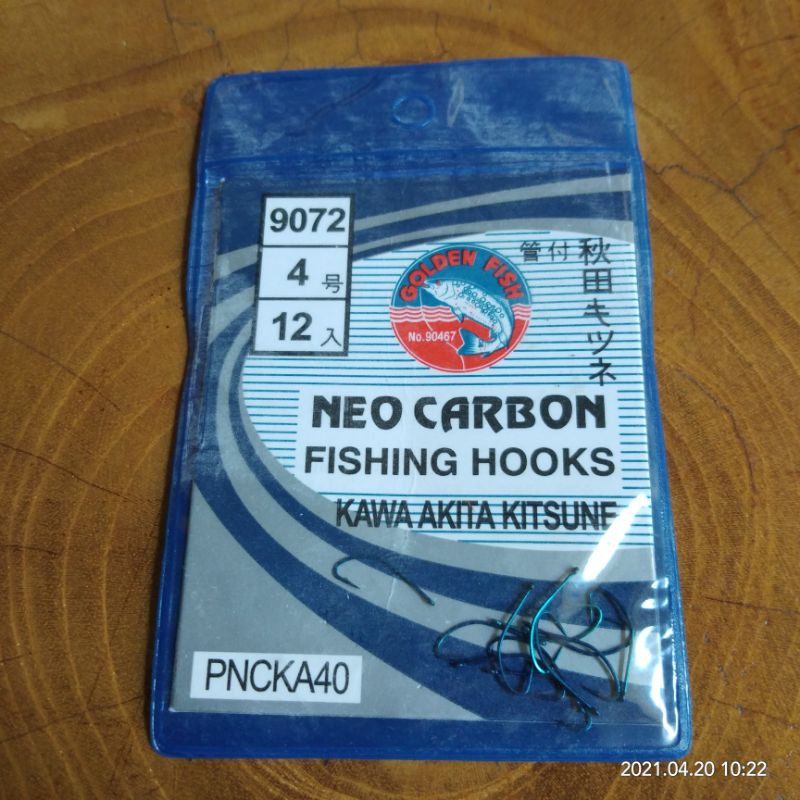 9072
4 号
12 入
管付
秋田キツネ
GOLDEN FISH
No.90467
NEO CARBON
FISHING HOOKS
KAWA AKITA KITSUNE
PNCKA40
2021.04.20 10:22